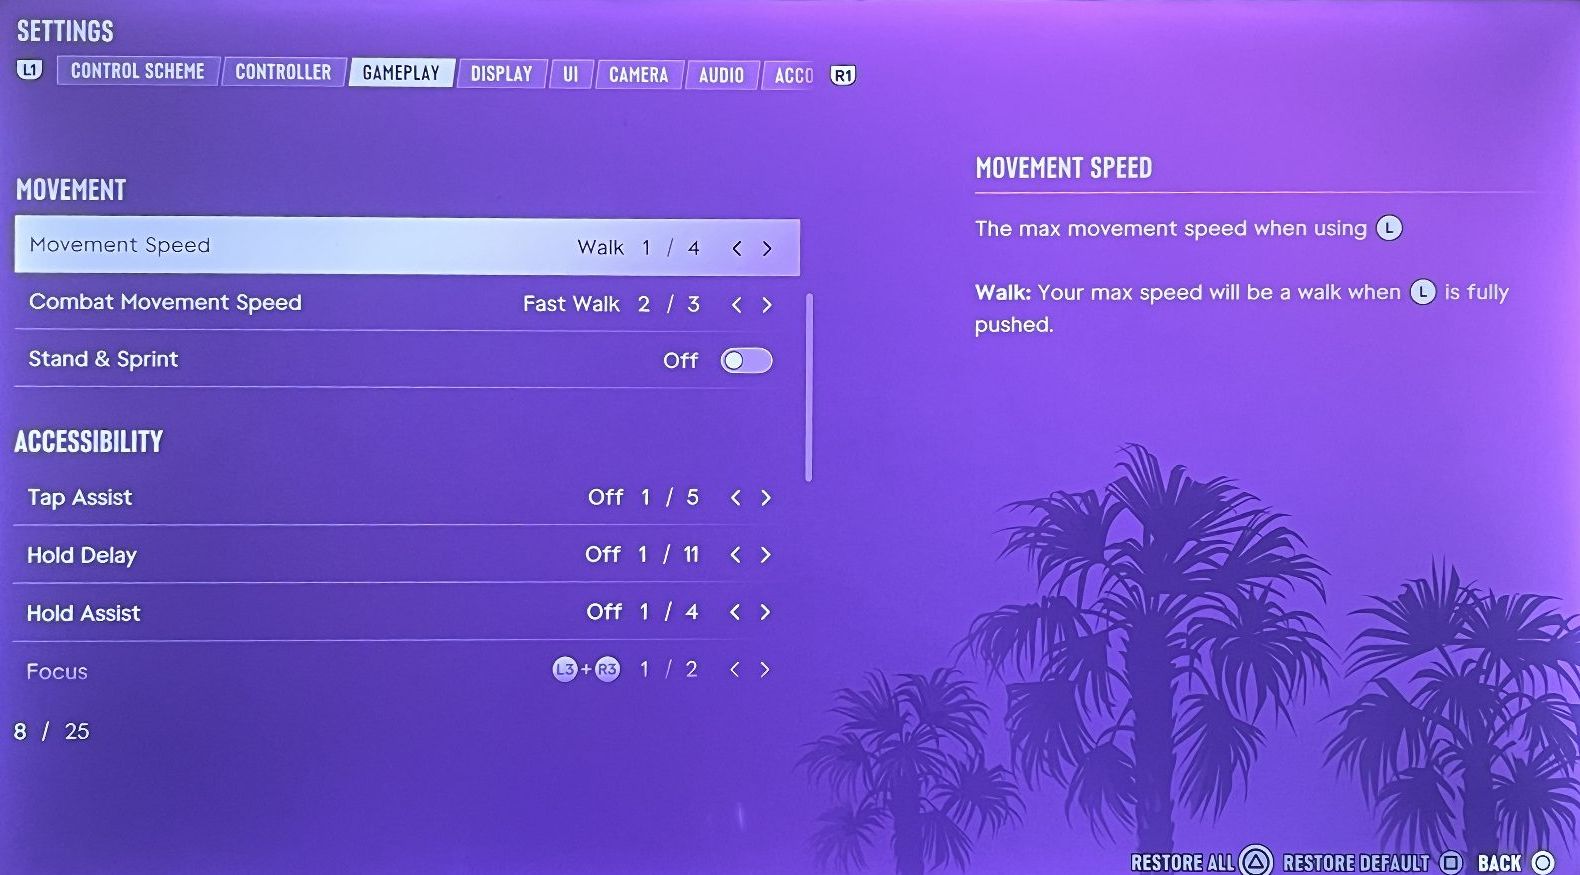 SETTINGS
L1 CONTROL SCHEME CONTROLLER GAMEPLAY DISPLAY UI CAMERA AUDIO ACCO R1
MOVEMENT
Movement Speed Walk 1 / 4 < >
Combat Movement Speed Fast Walk 2 / 3 < >
Stand & Sprint Off
ACCESSIBILITY
Tap Assist Off 1 / 5 < >
Hold Delay Off 1 / 11 < >
Hold Assist Off 1 / 4 < >
Focus L3 + R3 1 / 2 < >
8 / 25
MOVEMENT SPEED
The max movement speed when using L
Walk: Your max speed will be a walk when L is fully
pushed.
RESTORE ALL RESTORE DEFAULT BACK